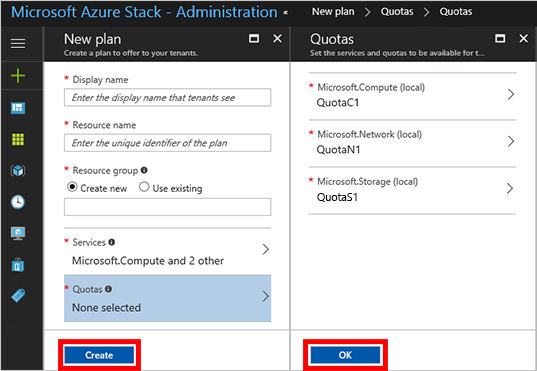 Microsoft Azure Stack - Administration « New plan > Quotas > Quotas
New plan
Create a plan to offer to your tenants.
* Display name
Enter the display name that tenants see
* Resource name
Enter the unique identifier of the plan
* Resource group
Create new Use existing
* Services
Microsoft.Compute and 2 other
* Quotas
None selected
Create
Quotas
Set the services and quotas to be available for t...
* Microsoft.Compute (local)
QuotaC1
* Microsoft.Network (local)
QuotaN1
* Microsoft.Storage (local)
QuotaS1
OK